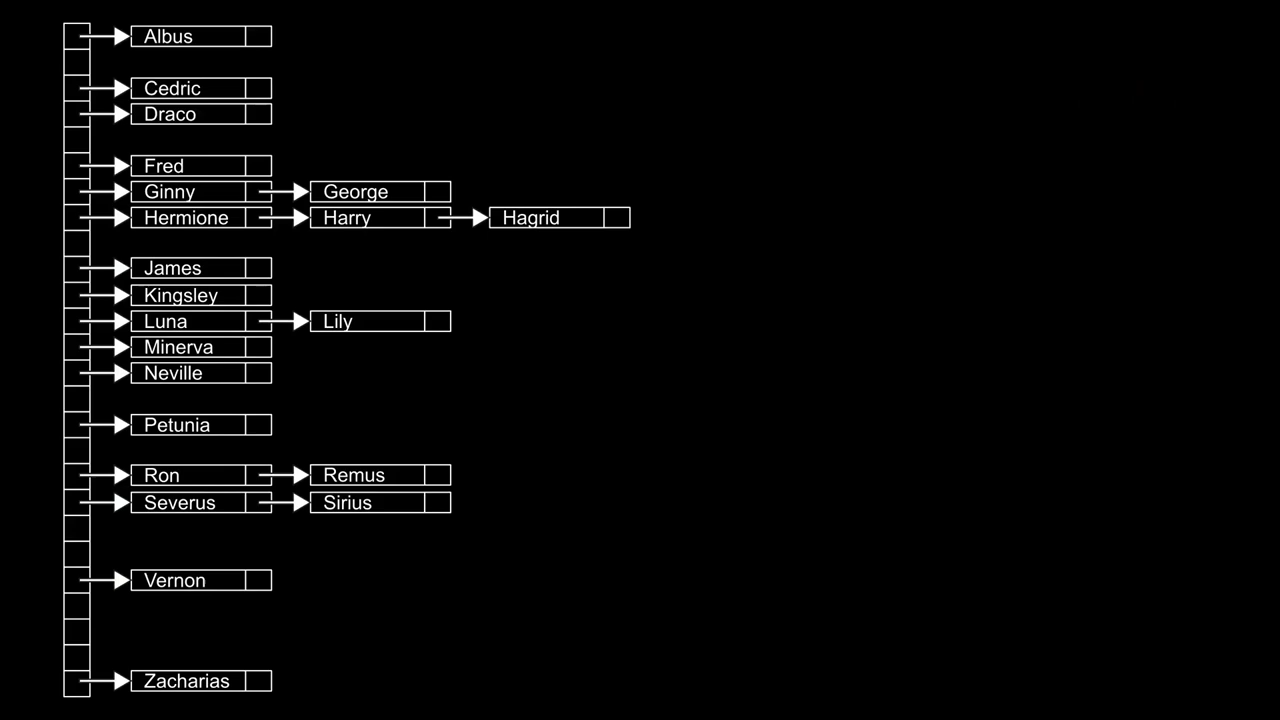 Albus
Cedric
Draco
Fred
Ginny George
Hermione Harry Hagrid
James
Kingsley
Luna Lily
Minerva
Neville
Petunia
Ron Remus
Severus Sirius
Vernon
Zacharias